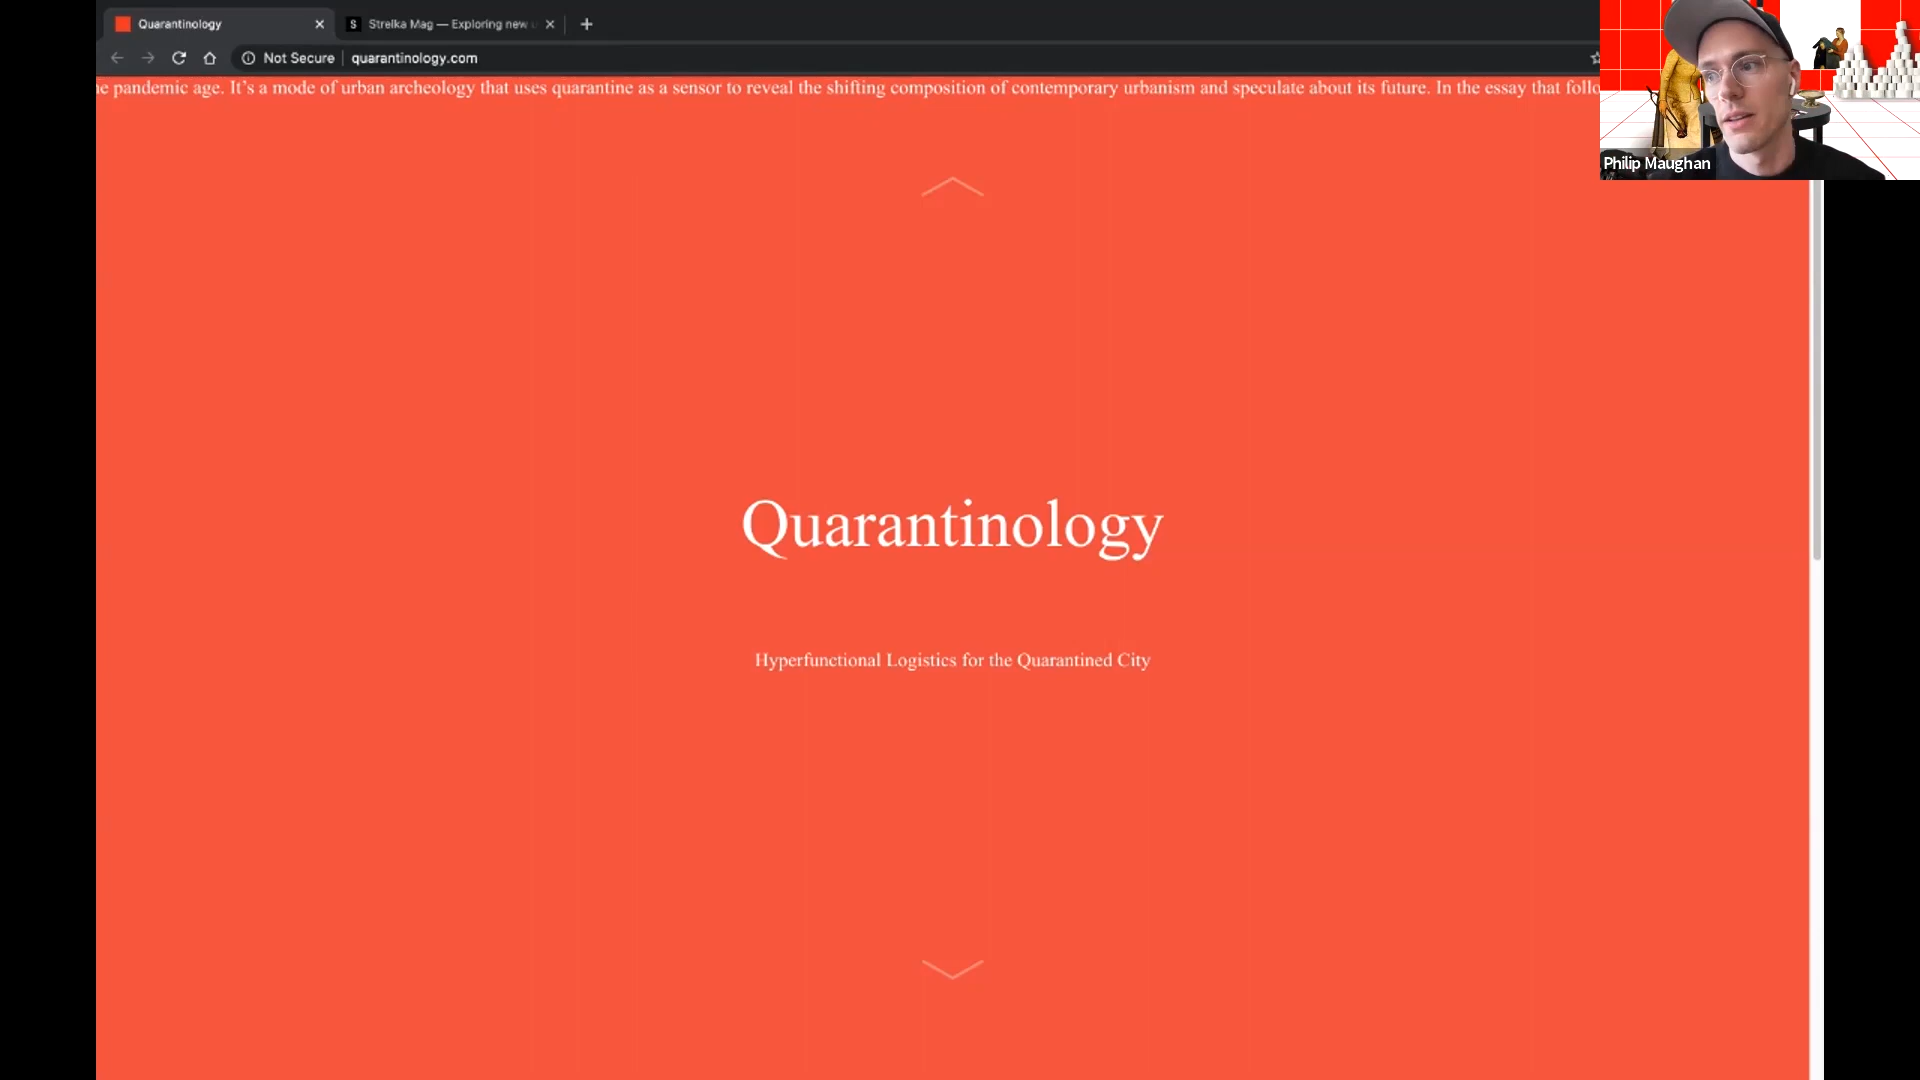 Quarantinology
S Strelka Mag — Exploring new
Not Secure
quarantinology.com
pandemic age. It’s a mode of urban archeology that uses quarantine as a sensor to reveal the shifting composition of contemporary urbanism and speculate about its future. In the essay that
Philip Maughan
Quarantinology
Hyperfunctional Logistics for the Quarantined City